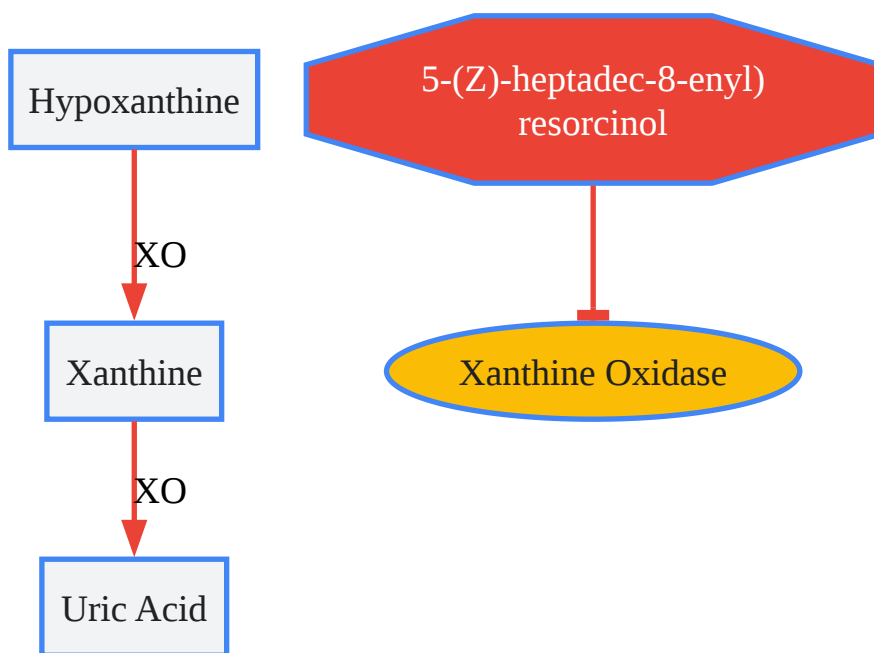 Hypoxanthine
5-(Z)-heptadec-8-enyl)
resorcinol
XO
Xanthine
Xanthine Oxidase
XO
Uric Acid